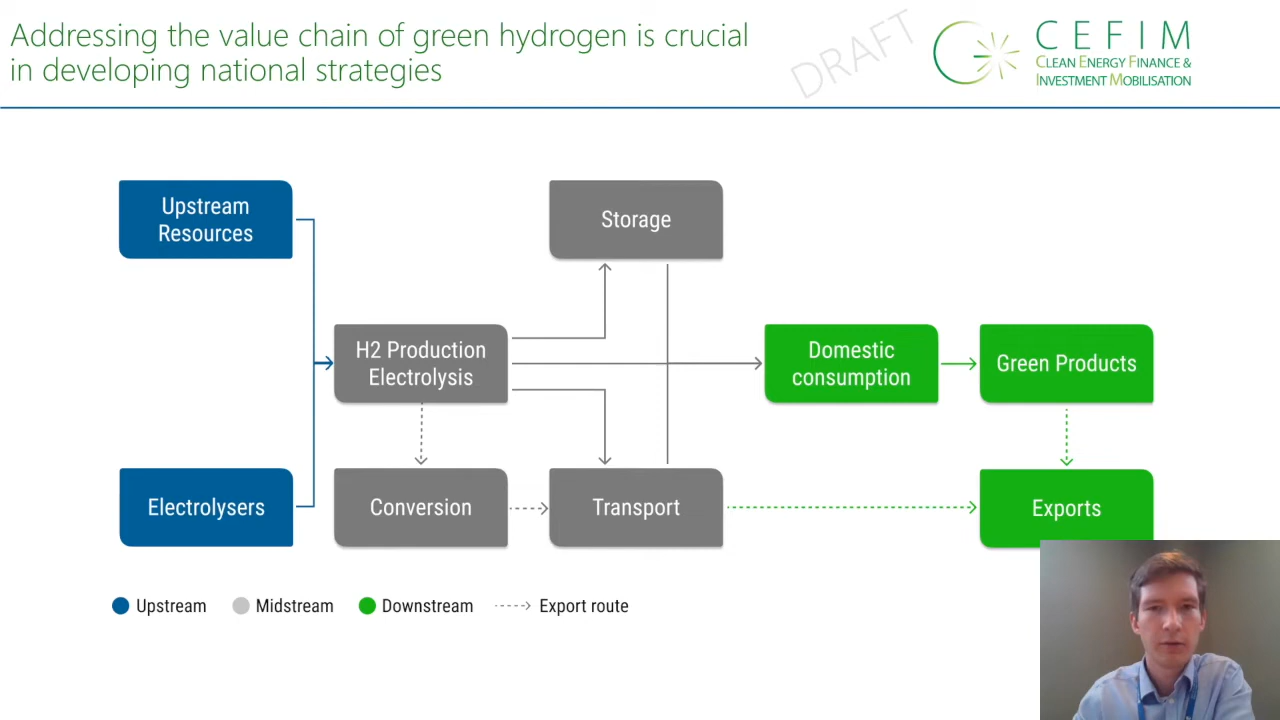 Addressing the value chain of green hydrogen is crucial
in developing national strategies
DRAFT
CEFIM
CLEAN ENERGY FINANCE &
INVESTMENT MOBILISATION
Upstream
Resources
Storage
H2 Production
Electrolysis
Domestic
consumption
Green Products
Electrolysers
Conversion
Transport
Exports
Upstream
Midstream
Downstream
Export route